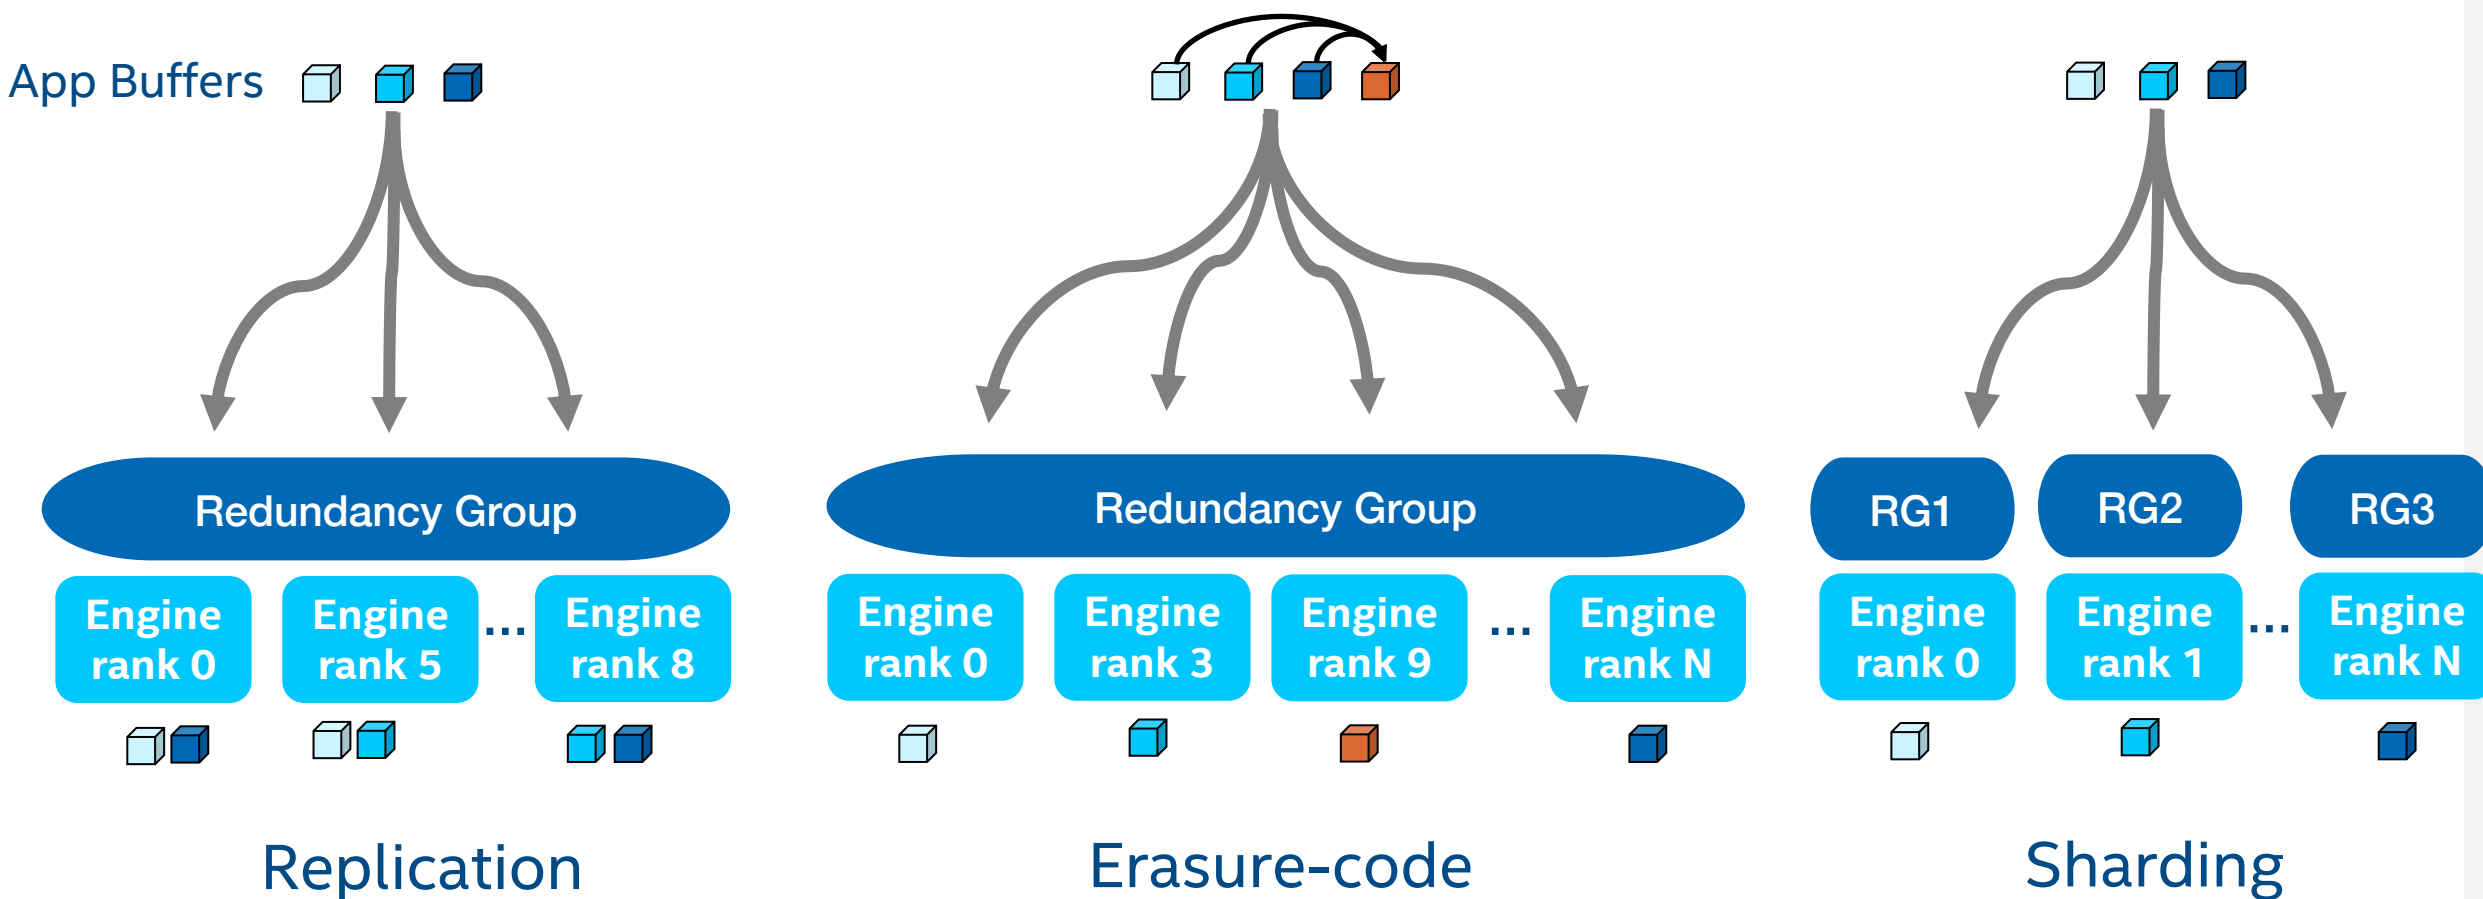 App Buffers
Redundancy Group
Redundancy Group
RG1
RG2
RG3
Engine
rank 0
Engine
rank 5
...
Engine
rank 8
Engine
rank 0
Engine
rank 3
Engine
rank 9
...
Engine
rank N
Engine
rank 0
Engine
rank 1
...
Engine
rank N
Replication
Erasure-code
Sharding